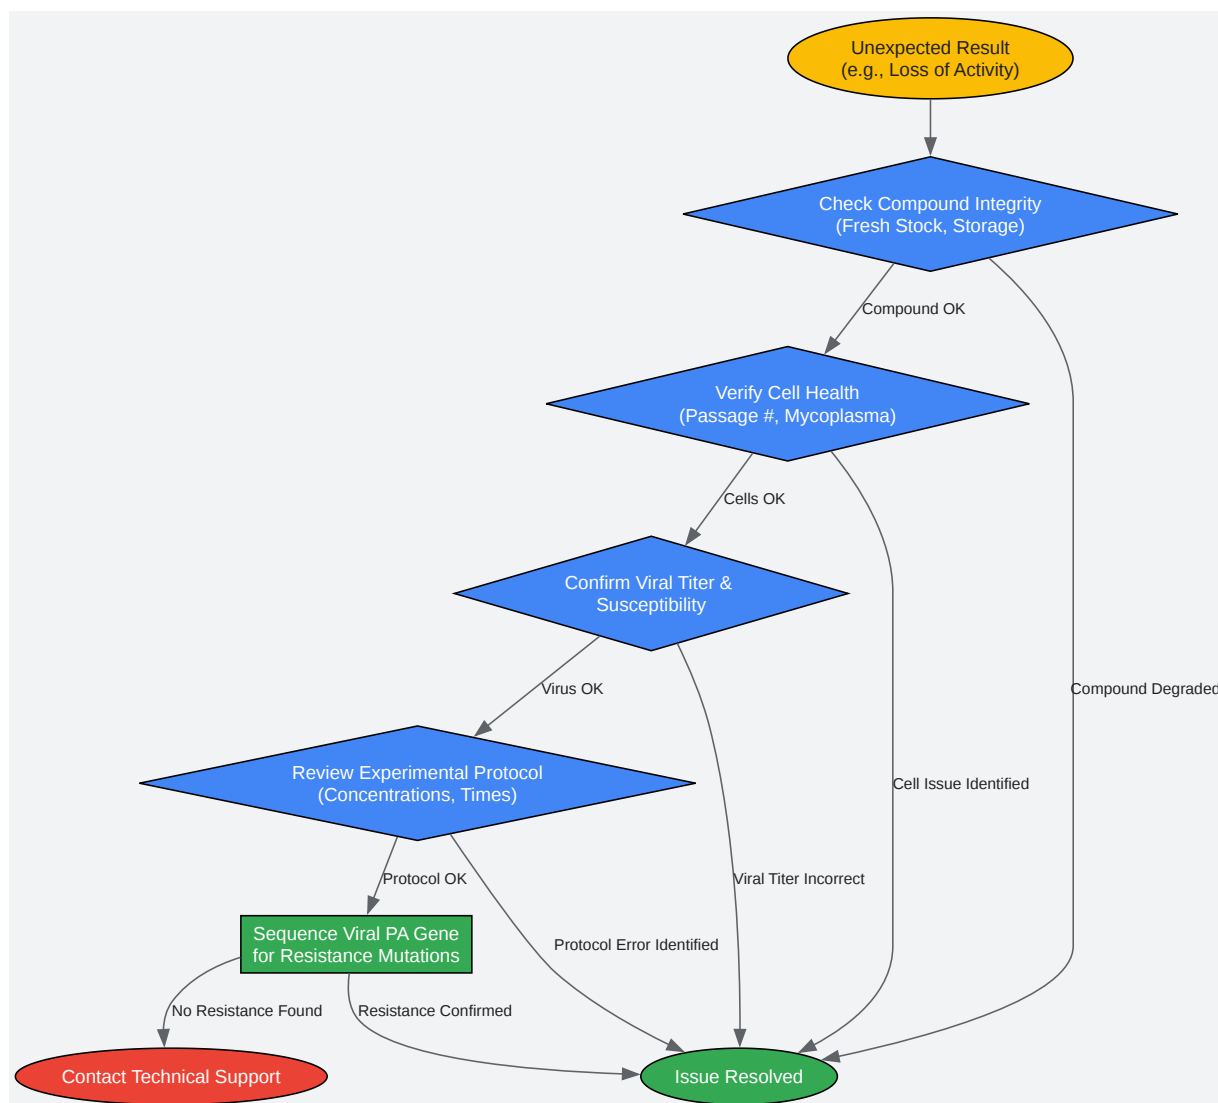 Unexpected Result
(e.g., Loss of Activity)
Check Compound Integrity
(Fresh Stock, Storage)
Compound OK
Verify Cell Health
(Passage #, Mycoplasma)
Cells OK
Confirm Viral Titer &
Susceptibility
Virus OK
Compound Degraded
Review Experimental Protocol
(Concentrations, Times)
Cell Issue Identified
Protocol OK
Viral Titer Incorrect
Sequence Viral PA Gene
for Resistance Mutations
Protocol Error Identified
No Resistance Found
Resistance Confirmed
Contact Technical Support
Issue Resolved